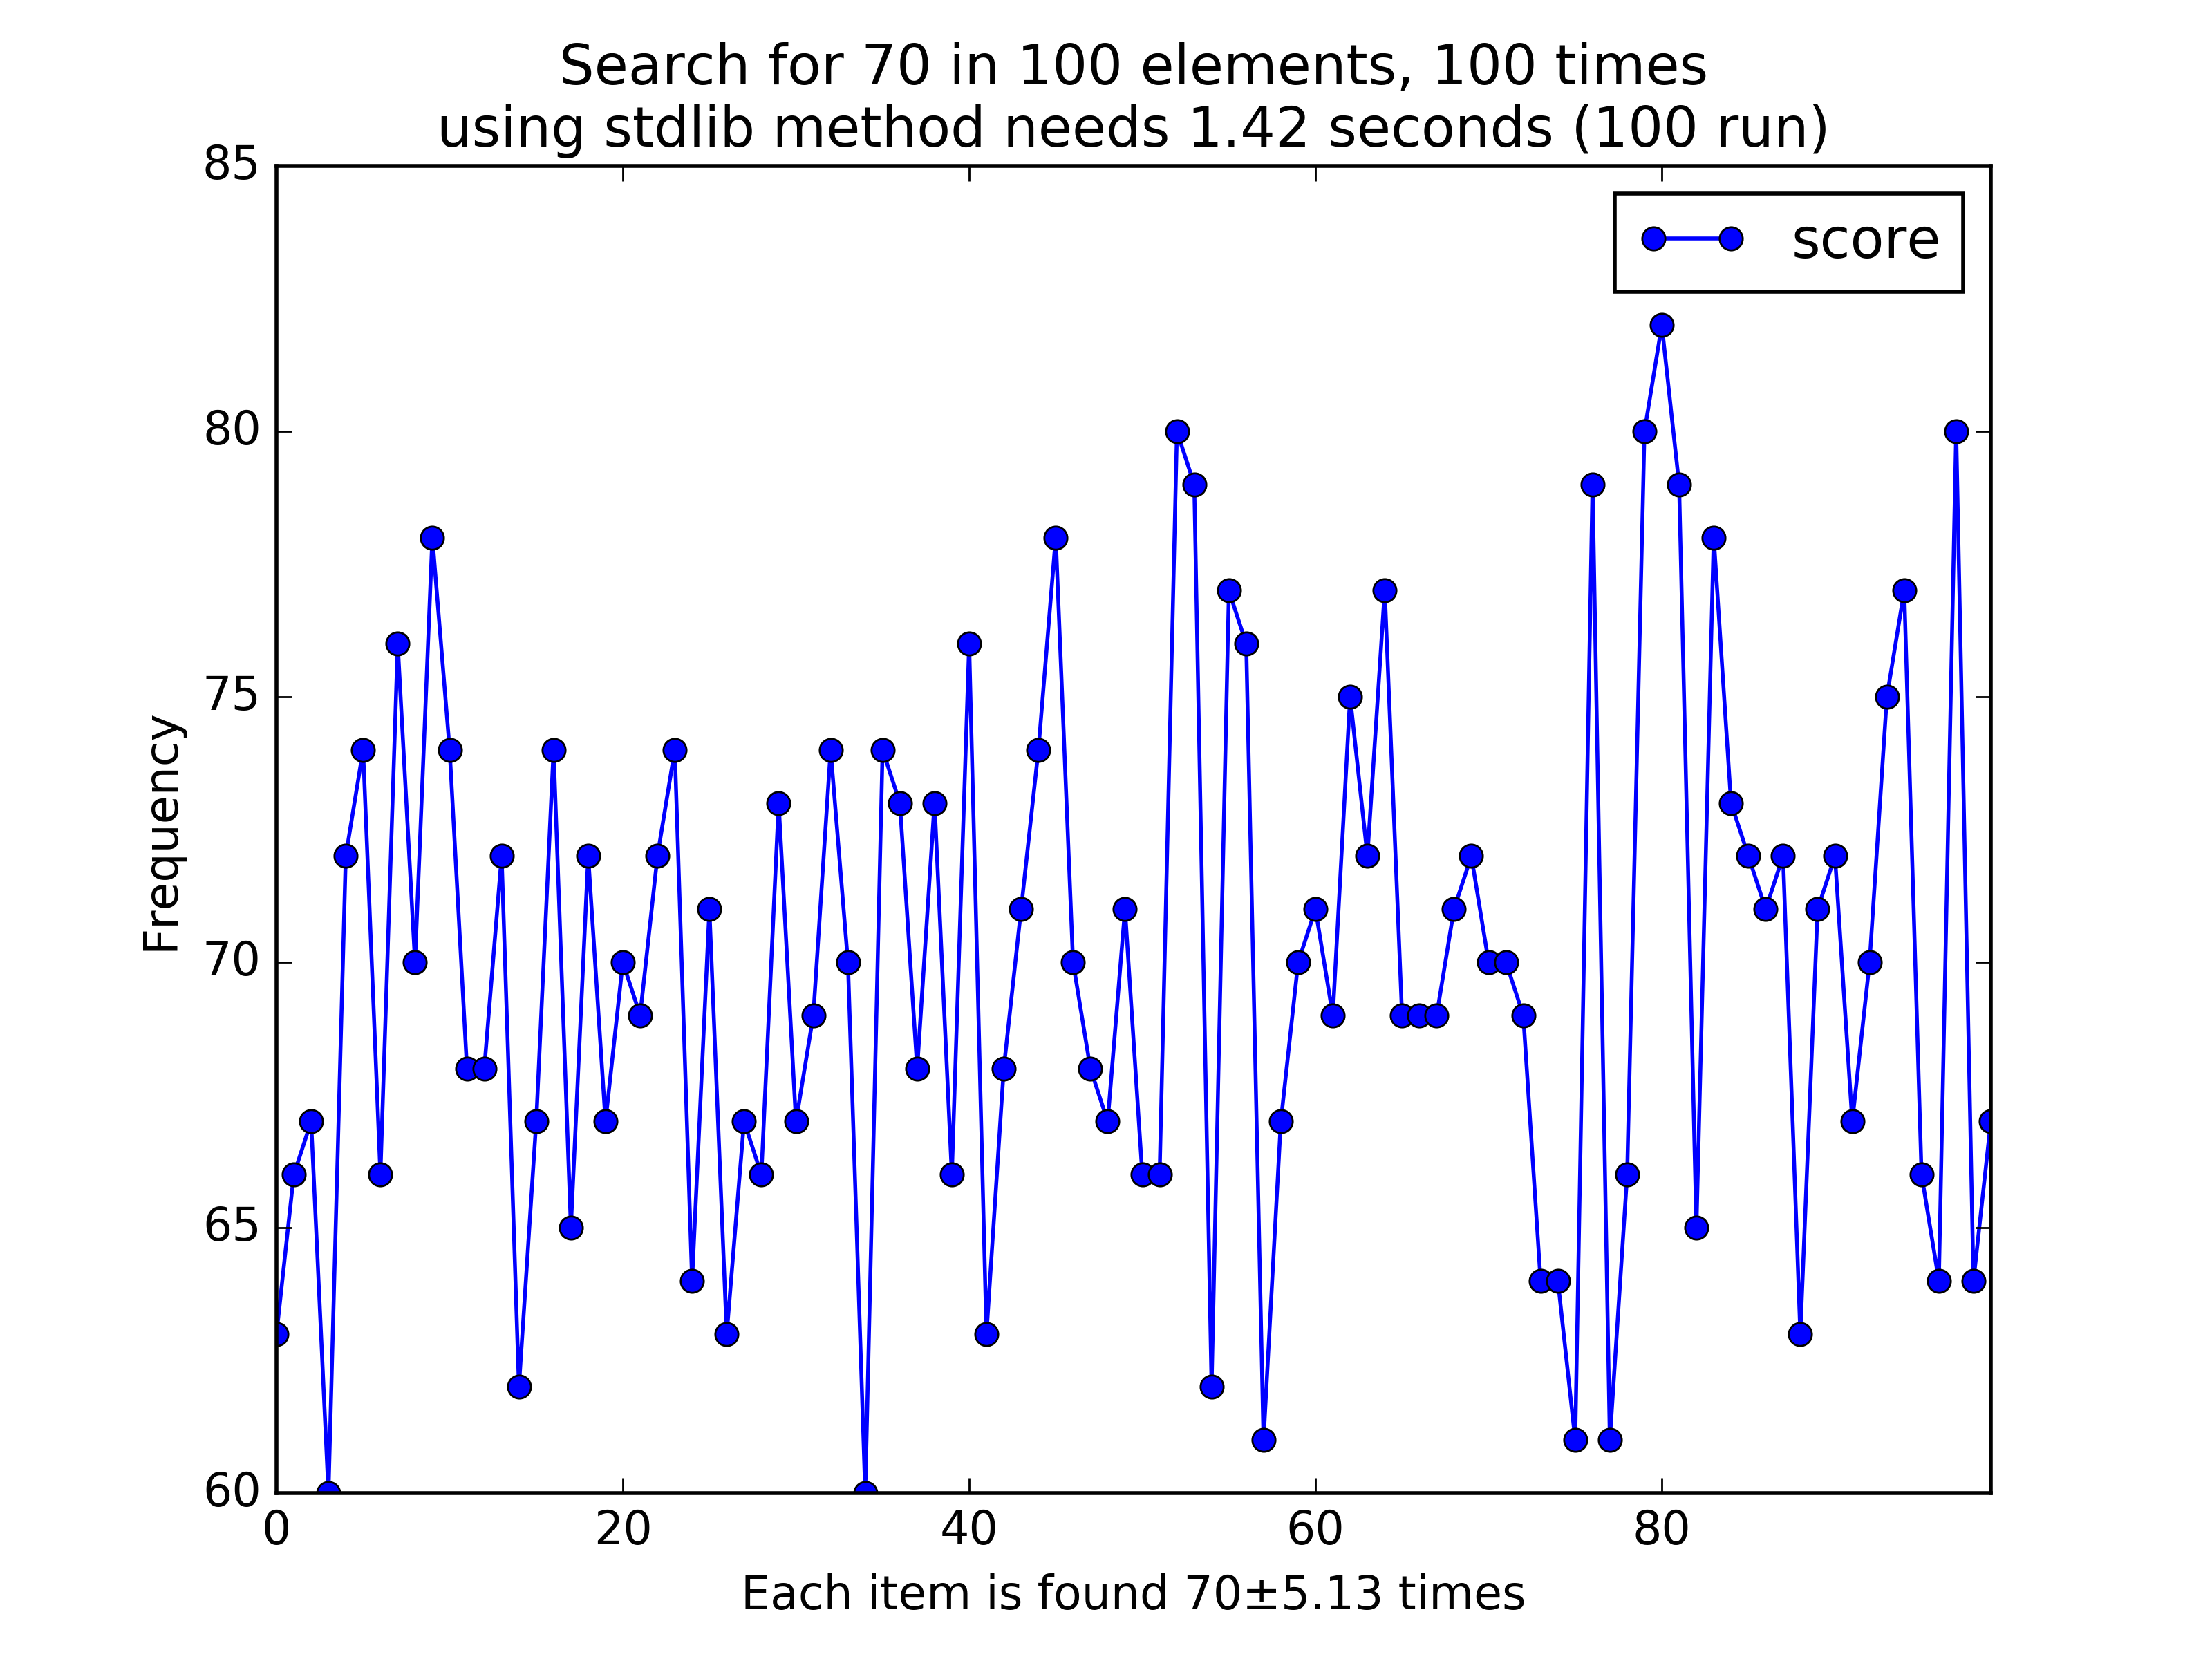 Search for 70 in 100 elements, 100 times
using stdlib method needs 1.42 seconds (100 run)
85
score
80
75
Frequency
70
65
60
0 20 40 60 80
Each item is found 70±5.13 times